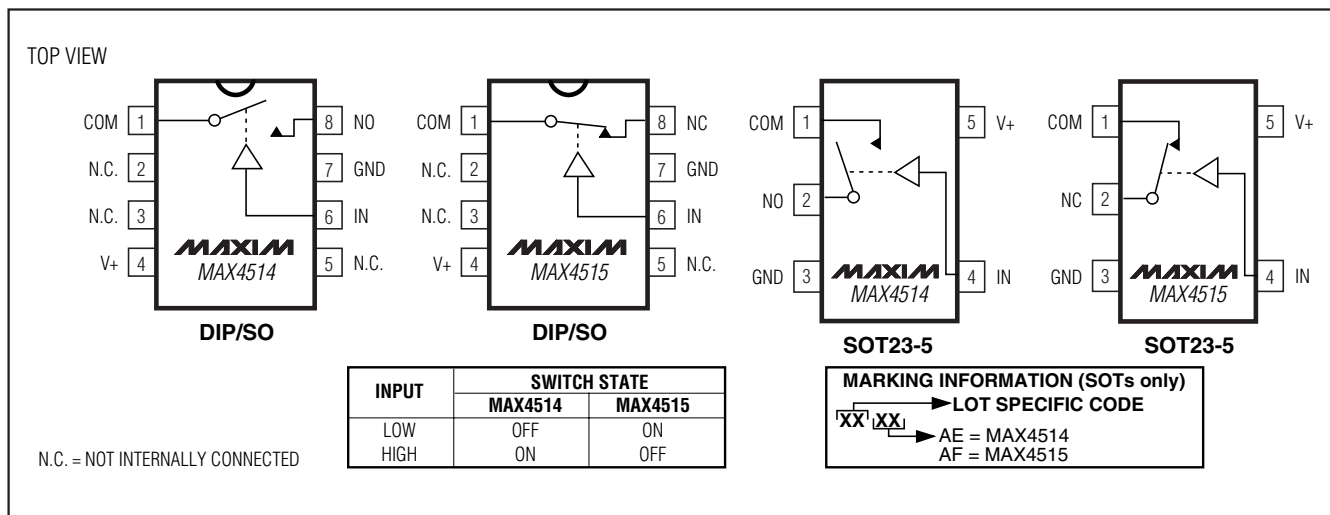 TOP VIEW
COM 1
N.C. 2
N.C. 3
V+ 4
8 NO
7 GND
6 IN
5 N.C.
MAXIM
MAX4514
DIP/SO
COM 1
N.C. 2
N.C. 3
V+ 4
8 NC
7 GND
6 IN
5 N.C.
MAXIM
MAX4515
DIP/SO
COM 1
NO 2
GND 3
5 V+
4 IN
MAXIM
MAX4514
SOT23-5
COM 1
NC 2
GND 3
5 V+
4 IN
MAXIM
MAX4515
SOT23-5
INPUT SWITCH STATE
MAX4514 MAX4515
LOW OFF ON
HIGH ON OFF
N.C. = NOT INTERNALLY CONNECTED
MARKING INFORMATION (SOTs only)
LOT SPECIFIC CODE
XX XX
AE = MAX4514
AF = MAX4515